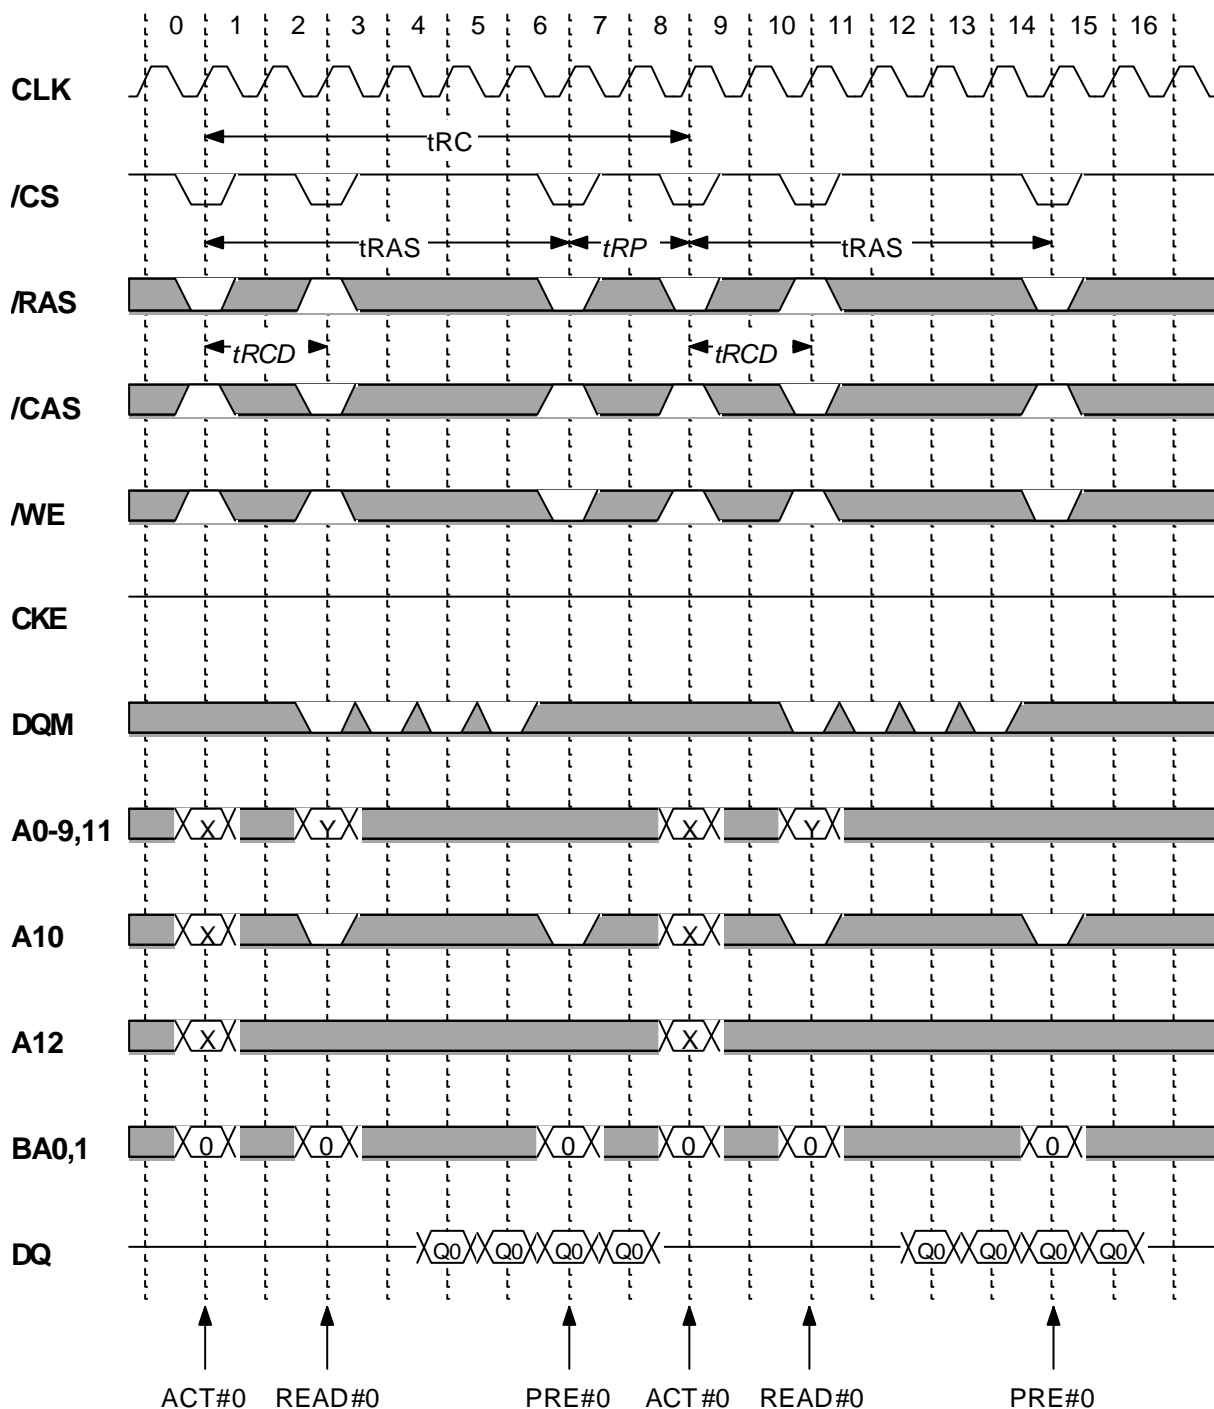 0 1 2 3 4 5 6 7 8 9 10 11 12 13 14 15 16
CLK
tRC
/CS
tRAS tRP tRAS
/RAS
tRCD tRCD
/CAS
/WE
CKE
DQM
A0-9,11 X Y X Y
A10 X X
A12 X X
BA0,1 0 0 0 0 0 0
DQ Q0 Q0 Q0 Q0 Q0 Q0 Q0 Q0
ACT#0 READ#0 PRE#0 ACT#0 READ#0 PRE#0